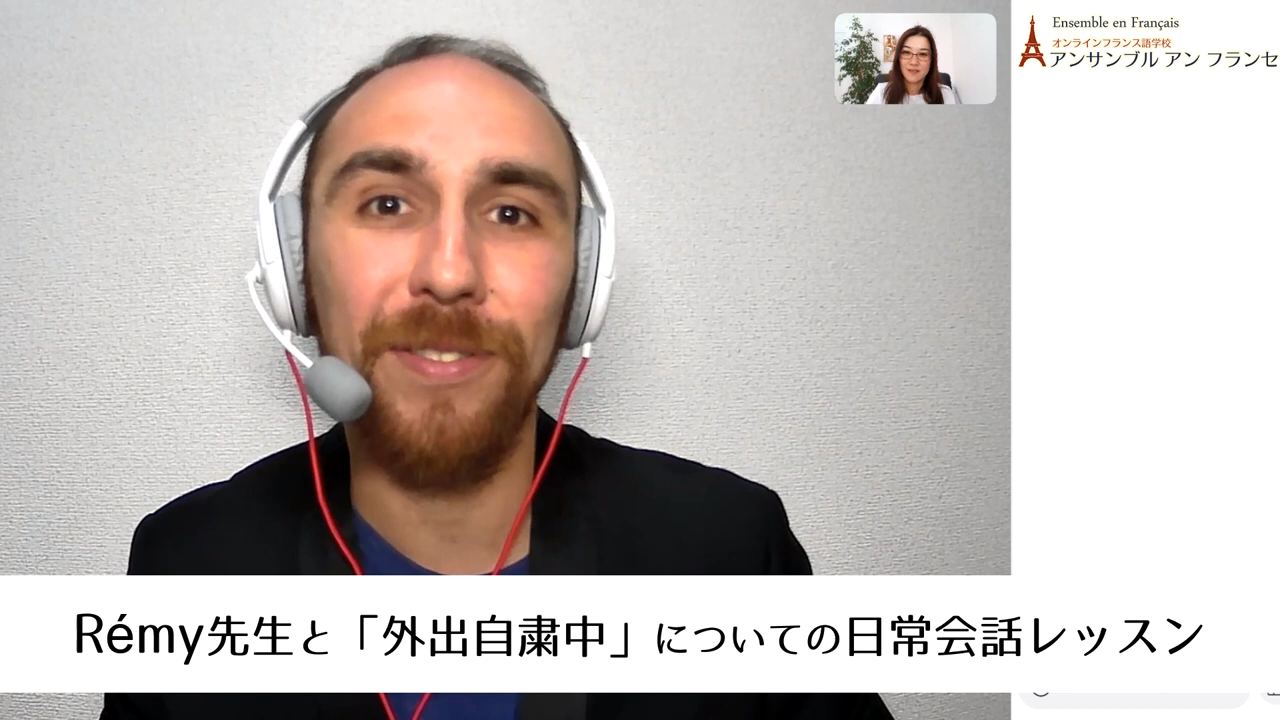 Ensemble en Français
オンラインフランス語学校
アンサンブル アン フランセ
Rémy先生と「外出自粛中」についての日常会話レッスン